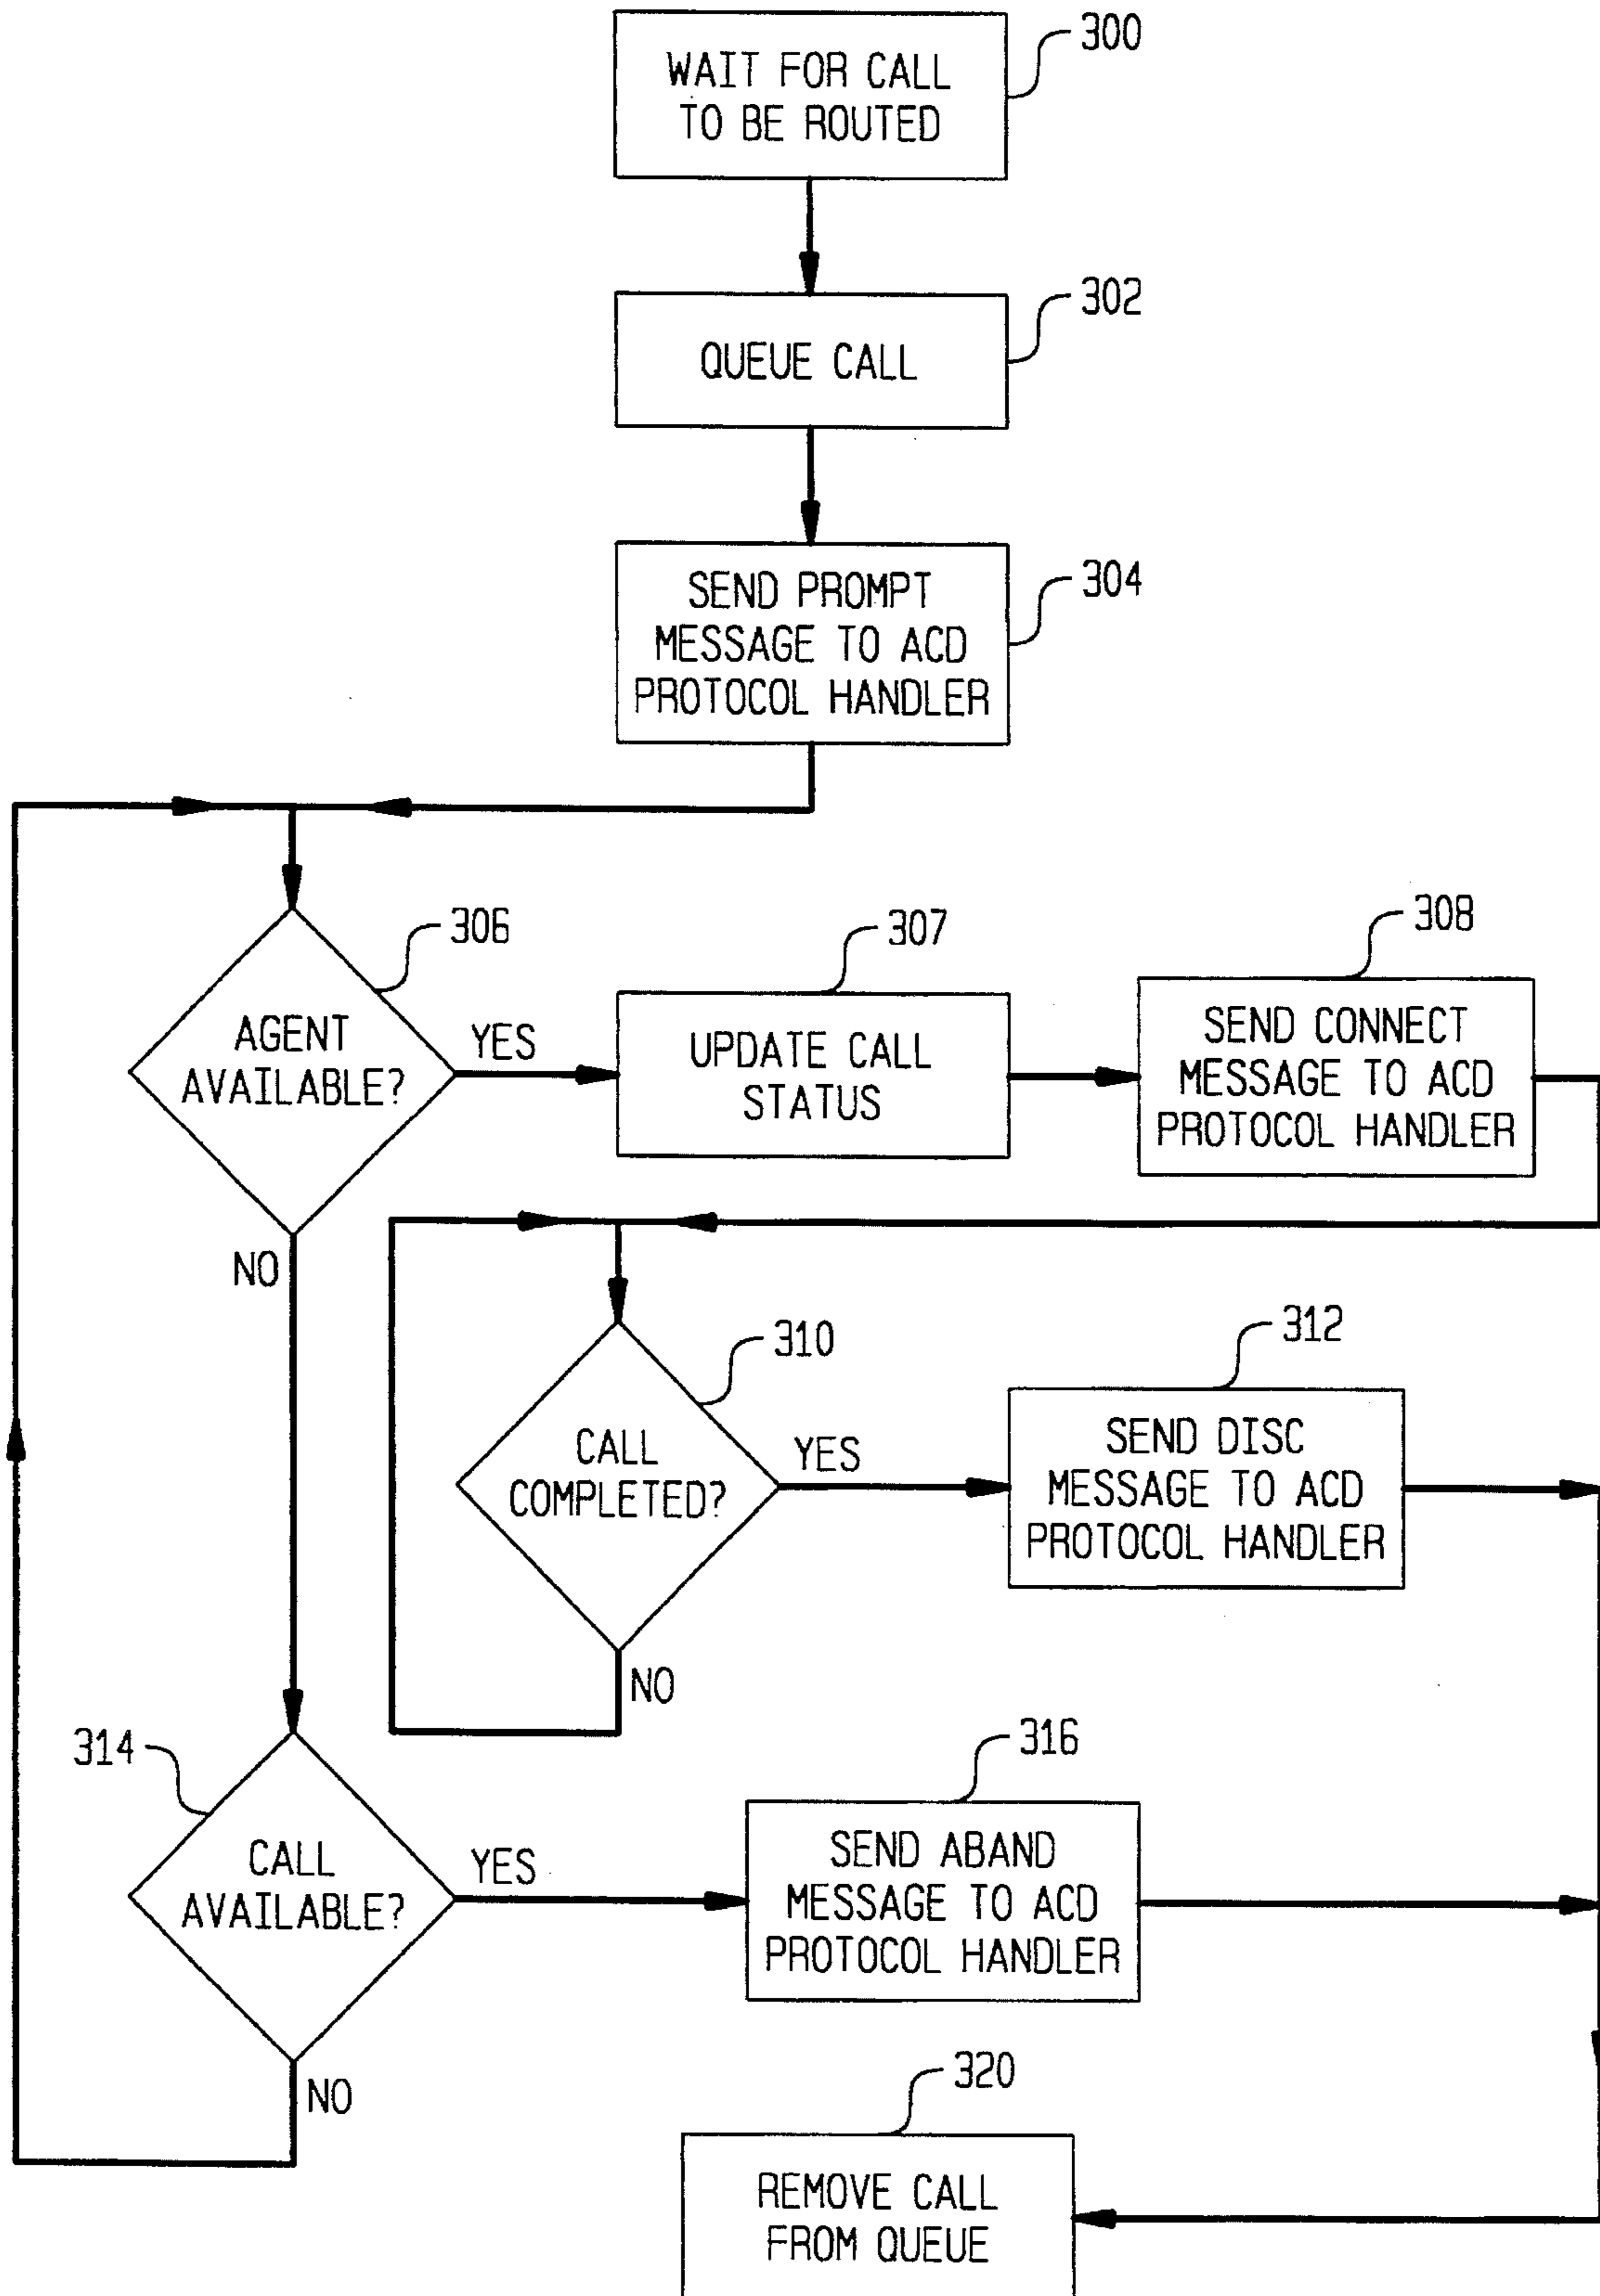 WAIT FOR CALL
TO BE ROUTED
300
QUEUE CALL
302
SEND PROMPT
MESSAGE TO ACD
PROTOCOL HANDLER
304
AGENT
AVAILABLE?
306
YES
NO
UPDATE CALL
STATUS
307
SEND CONNECT
MESSAGE TO ACD
PROTOCOL HANDLER
308
CALL
COMPLETED?
310
YES
NO
SEND DISC
MESSAGE TO ACD
PROTOCOL HANDLER
312
CALL
AVAILABLE?
314
YES
NO
SEND ABAND
MESSAGE TO ACD
PROTOCOL HANDLER
316
REMOVE CALL
FROM QUEUE
320